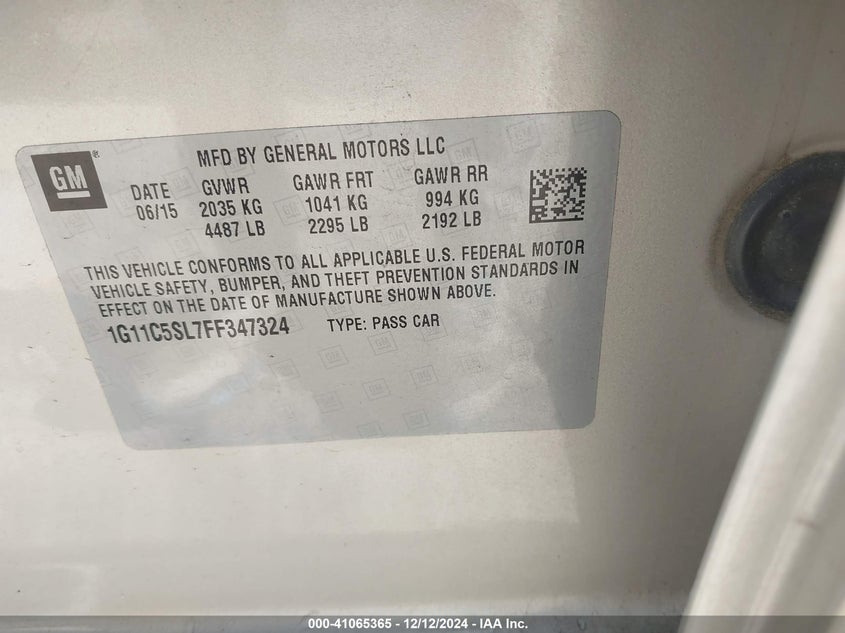 GM®
MFD BY GENERAL MOTORS LLC
DATE GVWR GAWR FRT GAWR RR
06/15 2035 KG 1041 KG 994 KG
4487 LB 2295 LB 2192 LB
THIS VEHICLE CONFORMS TO ALL APPLICABLE U.S. FEDERAL MOTOR
VEHICLE SAFETY, BUMPER, AND THEFT PREVENTION STANDARDS IN
EFFECT ON THE DATE OF MANUFACTURE SHOWN ABOVE.
1G11C5SL7FF347324 TYPE: PASS CAR
000-41065365 - 12/12/2024 - IAA Inc.